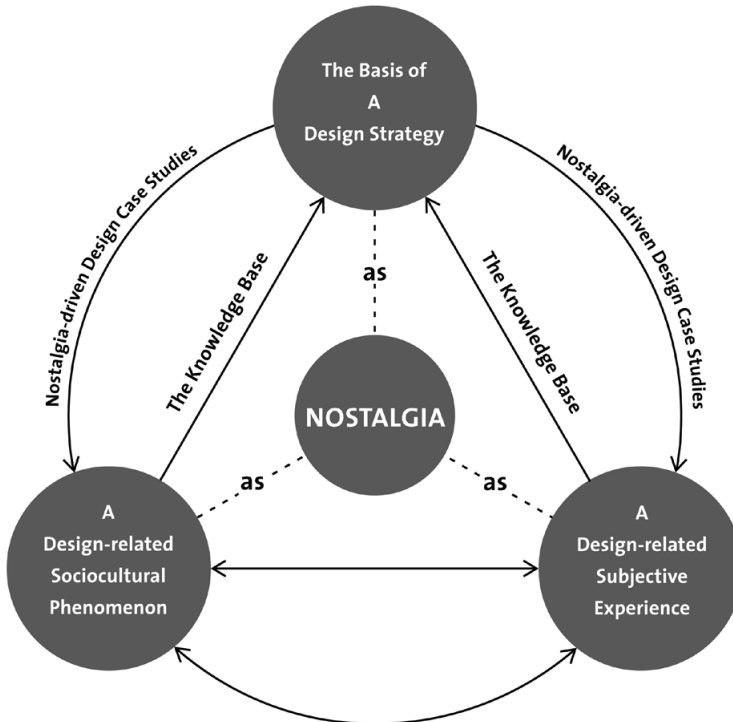 The Basis of
A
Design Strategy
Nostalgia-driven Design Case Studies
Nostalgia-driven Design Case Studies
The Knowledge Base
The Knowledge Base
as
NOSTALGIA
as
as
A
Design-related
Sociocultural
Phenomenon
A
Design-related
Subjective
Experience